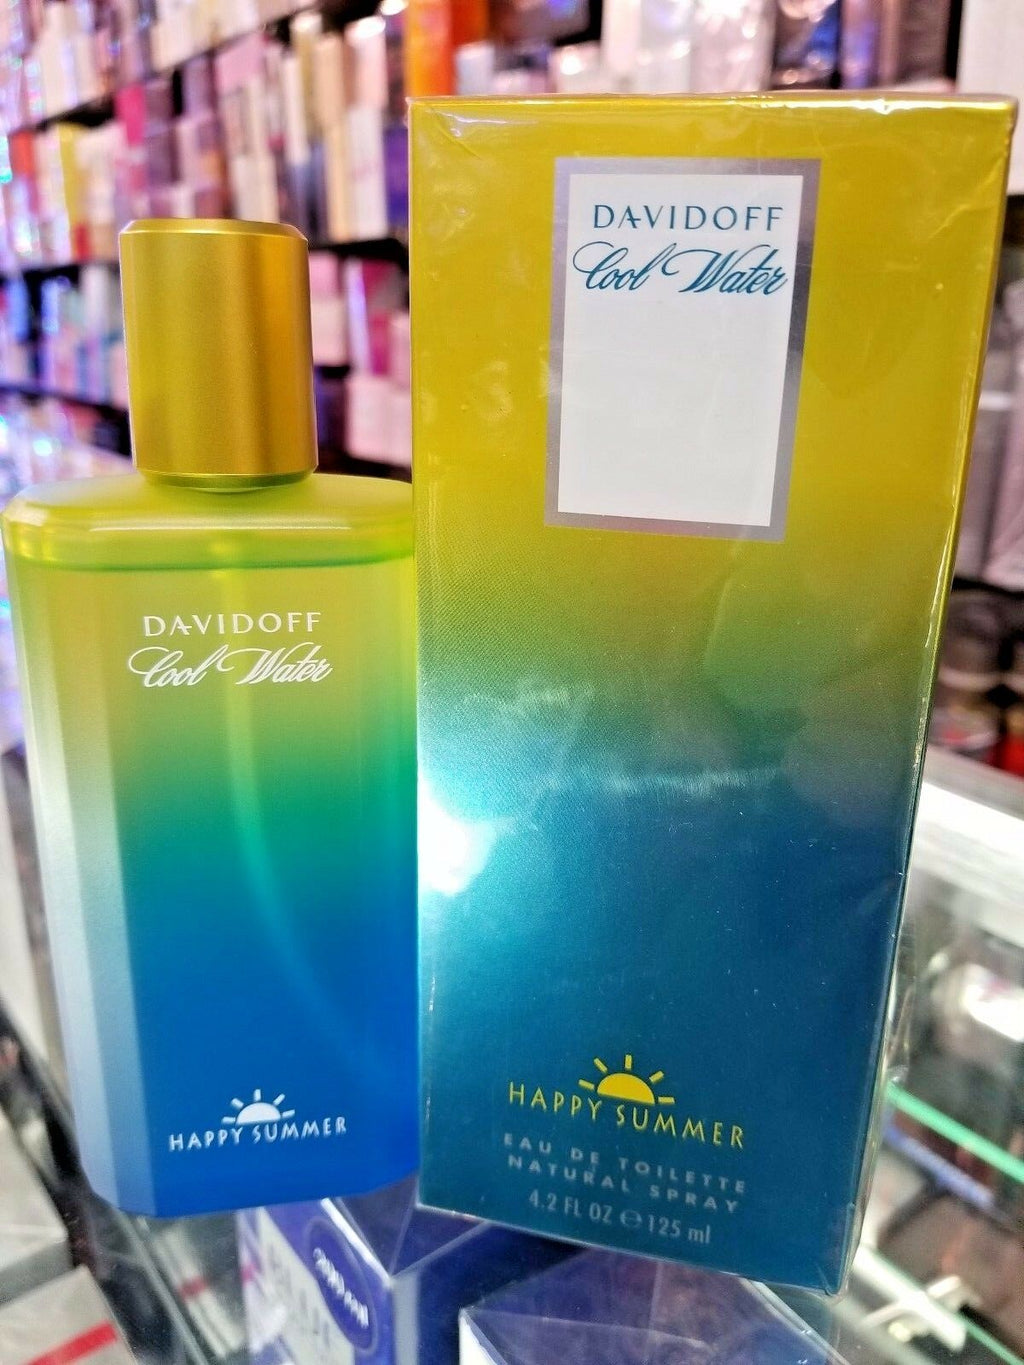 DAVIDOFF
Cool Water
HAPPY SUMMER
DAVIDOFF
Cool Water
HAPPY SUMMER
EAU DE TOILETTE
NATURAL SPRAY
4.2 FL OZ ℮ 125 ml